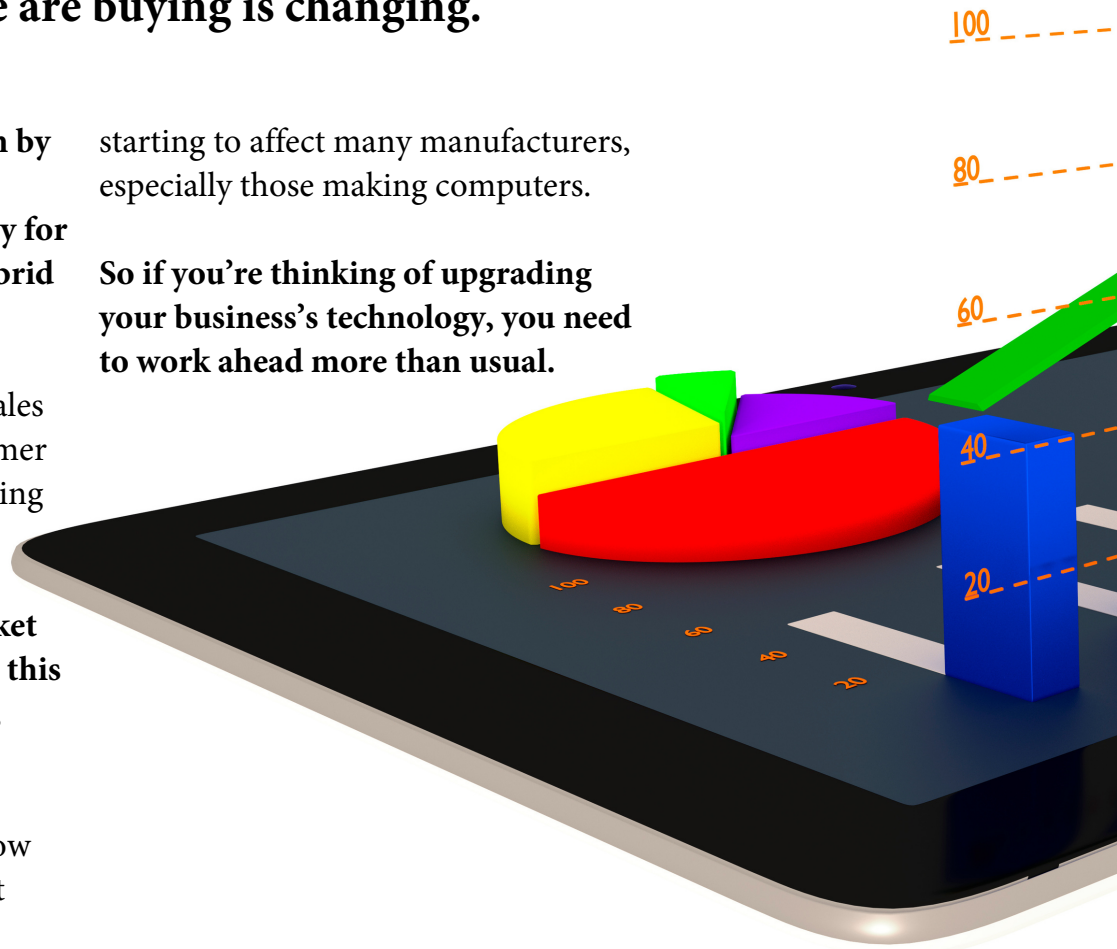 are buying is changing.
by
y for
brid
ales
mer
ing
ket
this
ow
t
starting to affect many manufacturers,
especially those making computers.
So if you’re thinking of upgrading
your business’s technology, you need
to work ahead more than usual.
100
80
60
40
20
100
80
60
40
20